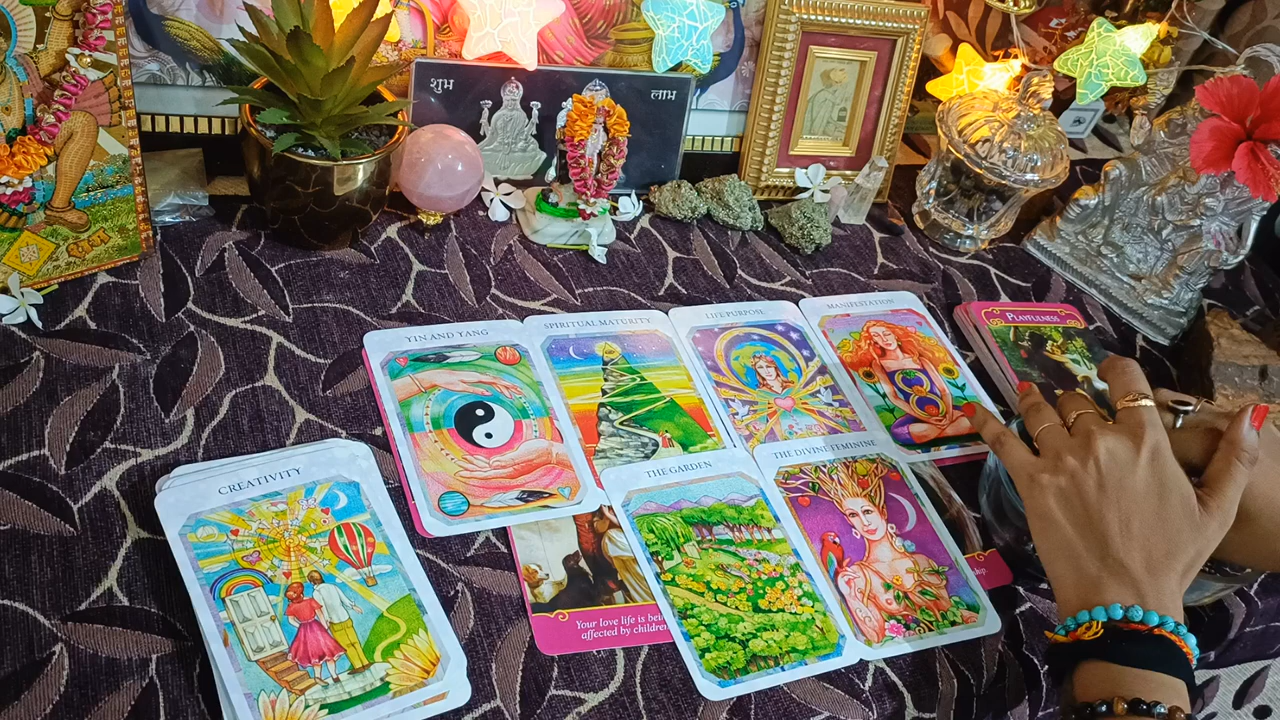 शुभ
लाभ
शुभ
YIN AND YANG
SPIRITUAL MATURITY
LIFE PURPOSE
MANIFESTATION
PLAYFULNESS
CREATIVITY
THE GARDEN
THE DIVINE FEMININE
Your love life is
affected by children